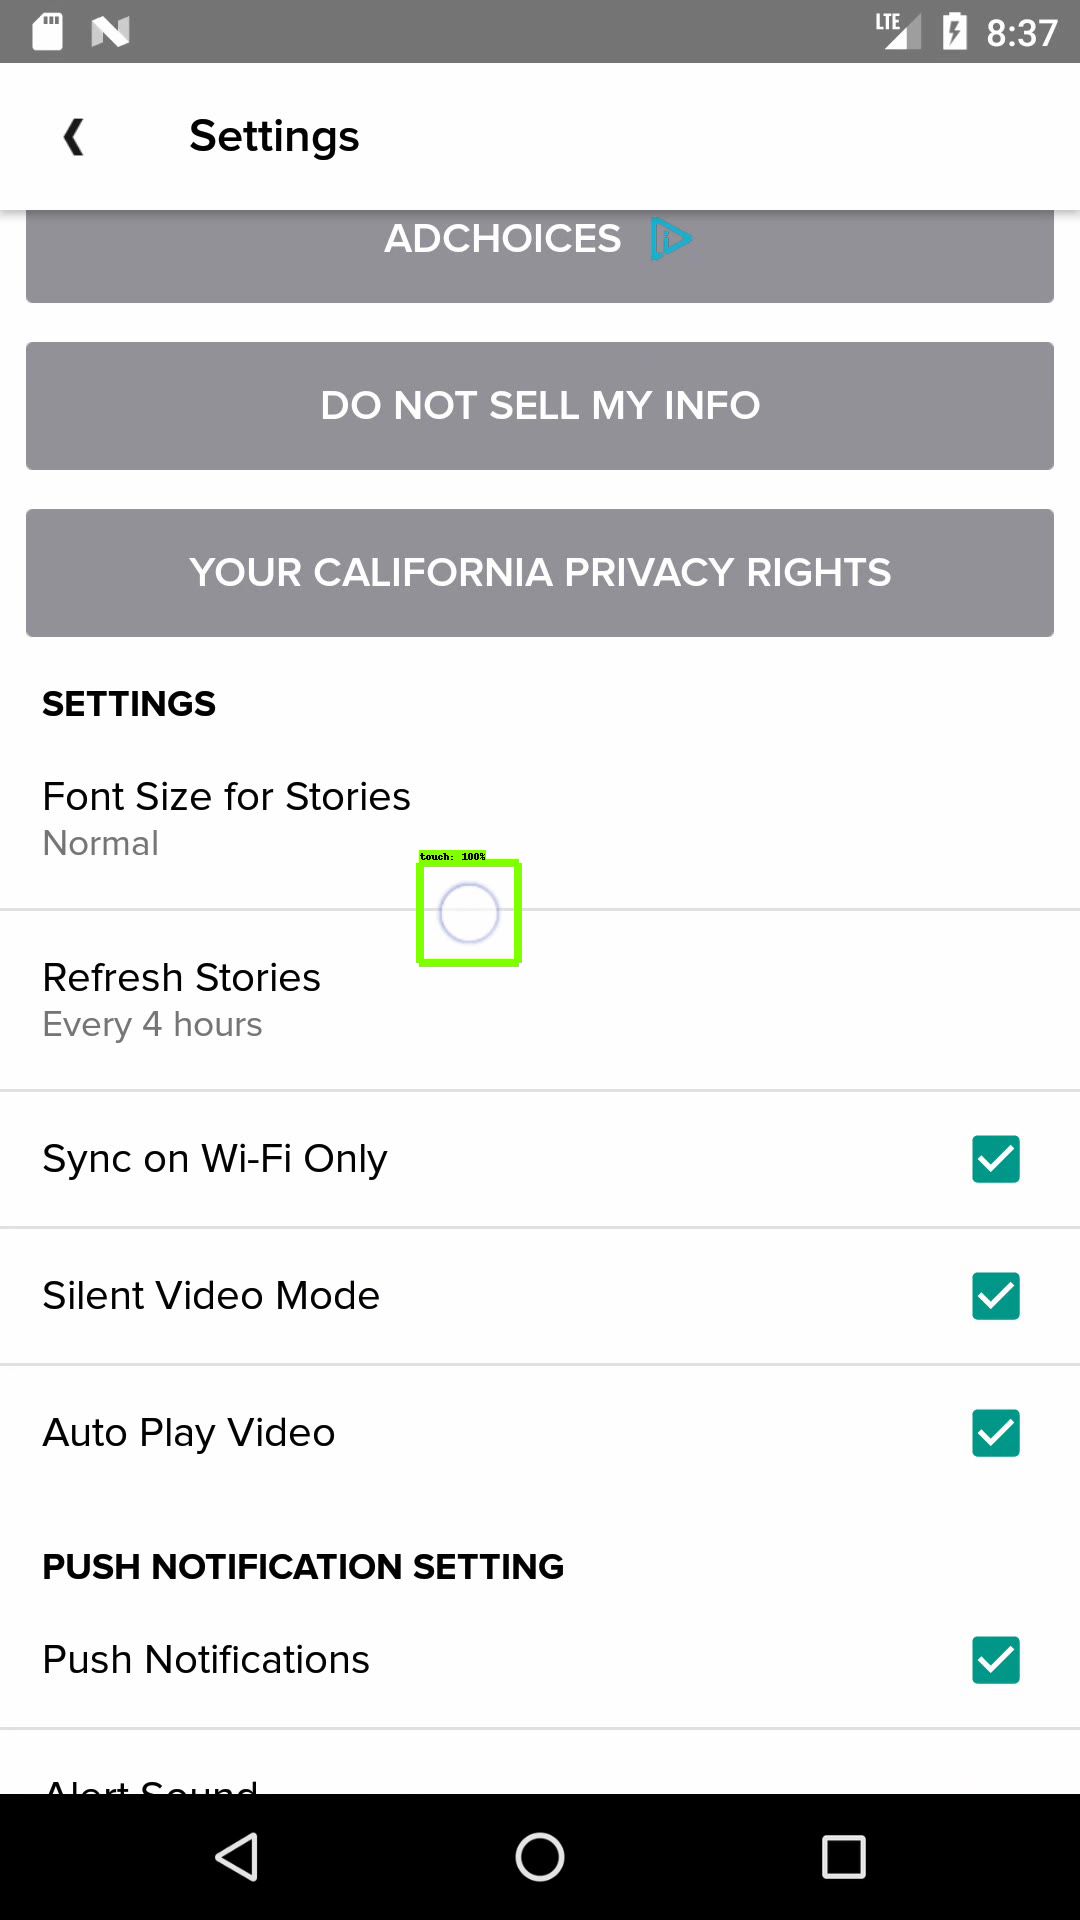 LTE 8:37
Settings
ADCHOICES
DO NOT SELL MY INFO
YOUR CALIFORNIA PRIVACY RIGHTS
SETTINGS
Font Size for Stories
Normal
touch: 100%
Refresh Stories
Every 4 hours
Sync on Wi-Fi Only
Silent Video Mode
Auto Play Video
PUSH NOTIFICATION SETTING
Push Notifications
Alert Sound